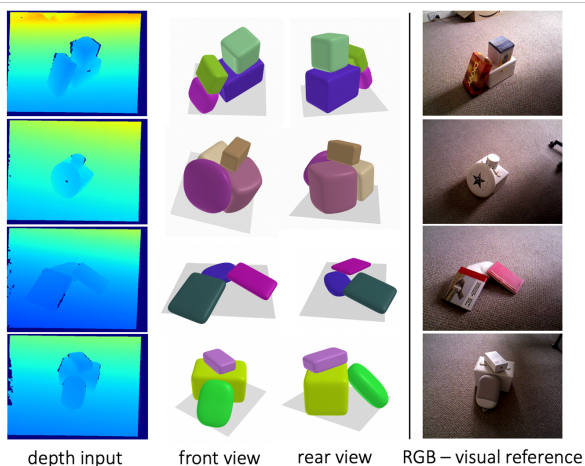 depth input
front view
rear view
RGB – visual reference